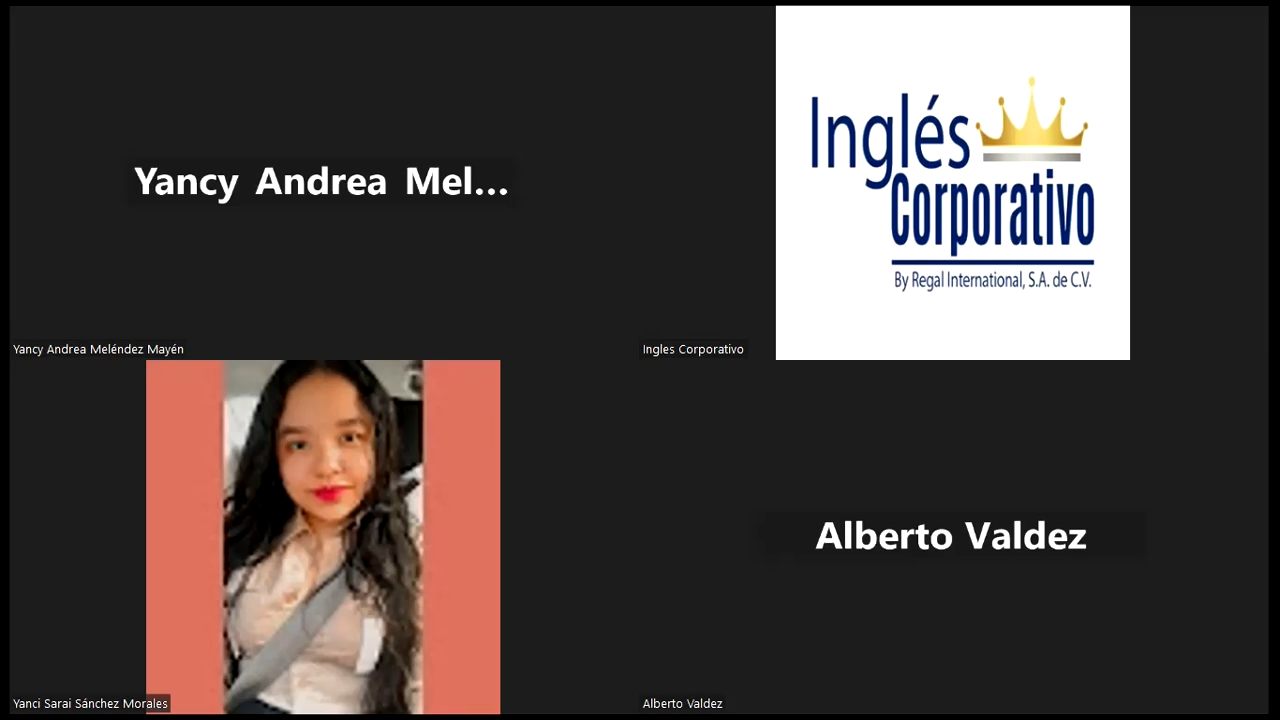 Yancy Andrea Mel...
Yancy Andrea Meléndez Mayén
Inglés
Corporativo
By Regal International, S.A. de C.V.
Ingles Corporativo
Yanci Sarai Sánchez Morales
Alberto Valdez
Alberto Valdez